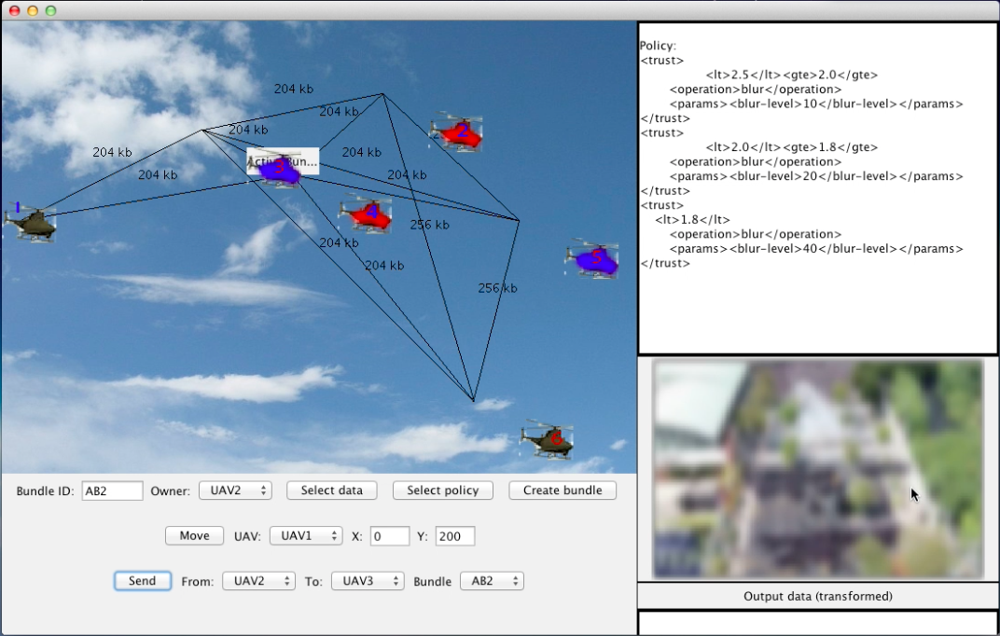 204 kb
204 kb
204 kb
204 kb
204 kb
204 kb
204 kb
256 kb
204 kb
204 kb
256 kb
1
2
3
4
5
6
Policy:
<trust>
<lt>2.5</lt><gte>2.0</gte>
<operation>blur</operation>
<params><blur-level>10</blur-level></params>
</trust>
<trust>
<lt>2.0</lt><gte>1.8</gte>
<operation>blur</operation>
<params><blur-level>20</blur-level></params>
</trust>
<trust>
<lt>1.8</lt>
<operation>blur</operation>
<params><blur-level>40</blur-level></params>
</trust>
Output data (transformed)
Bundle ID: AB2 Owner: UAV2 Select data Select policy Create bundle
Move UAV: UAV1 X: 0 Y: 200
Send From: UAV2 To: UAV3 Bundle AB2